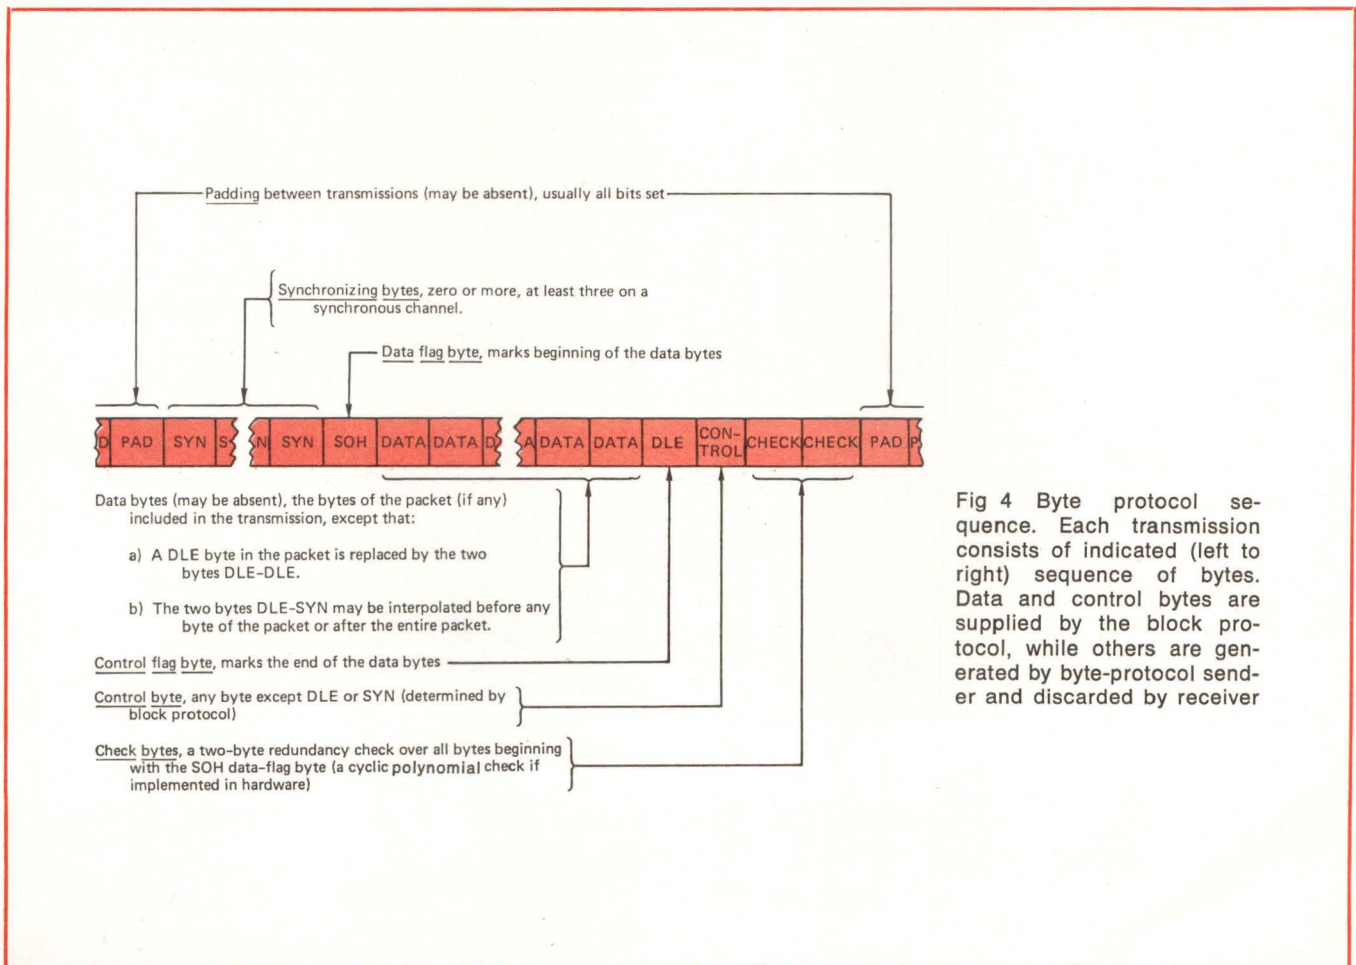 Padding between transmissions (may be absent), usually all bits set
Synchronizing bytes, zero or more, at least three on a
synchronous channel.
Data flag byte, marks beginning of the data bytes
D PAD SYN S N SYN SOH DATA DATA D A DATA DATA DLE CON-
TROL CHECK CHECK PAD P
Data bytes (may be absent), the bytes of the packet (if any)
included in the transmission, except that:
a) A DLE byte in the packet is replaced by the two
bytes DLE-DLE.
b) The two bytes DLE-SYN may be interpolated before any
byte of the packet or after the entire packet.
Control flag byte, marks the end of the data bytes
Control byte, any byte except DLE or SYN (determined by
block protocol)
Check bytes, a two-byte redundancy check over all bytes beginning
with the SOH data-flag byte (a cyclic polynomial check if
implemented in hardware)
Fig 4 Byte protocol se-
quence. Each transmission
consists of indicated (left to
right) sequence of bytes.
Data and control bytes are
supplied by the block pro-
tocol, while others are gen-
erated by byte-protocol send-
er and discarded by receiver